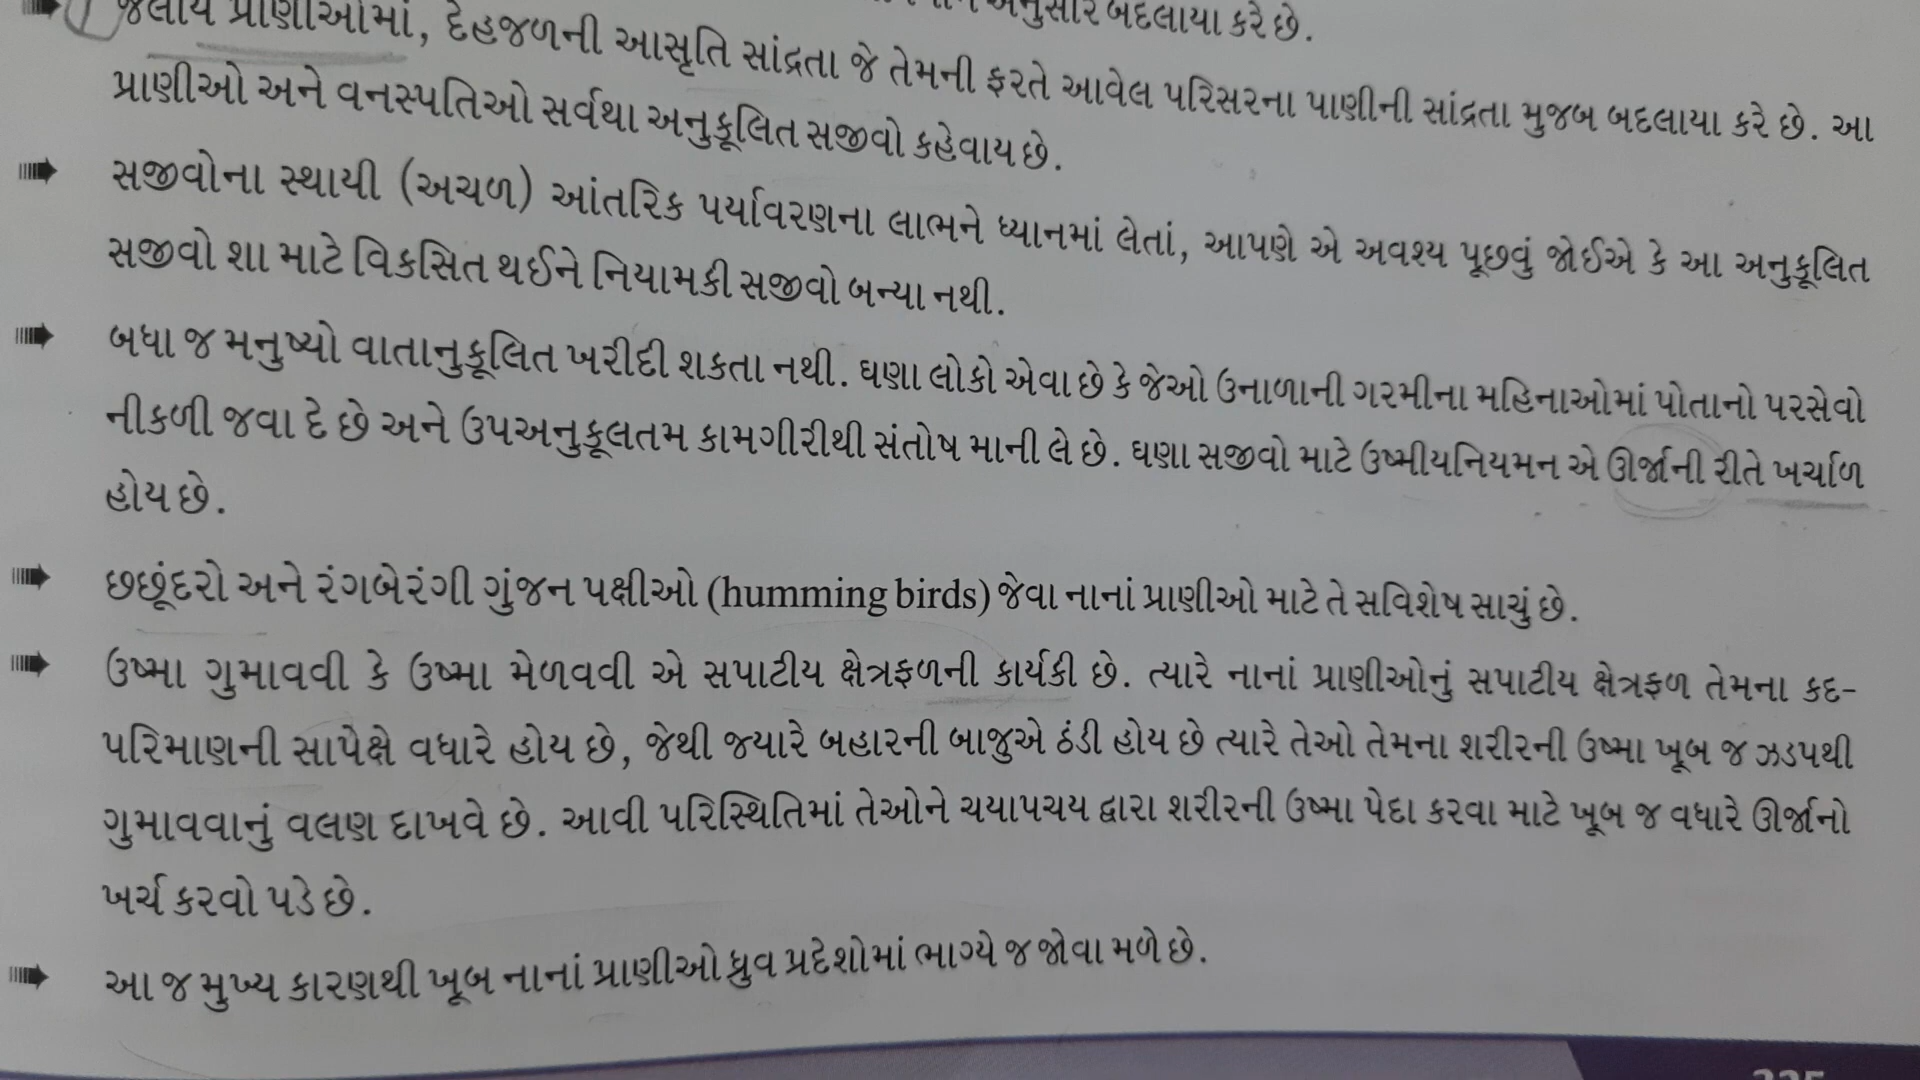 અનુસાર બદલાયા કરે છે.
જલીય પ્રાણીઓમાં, દેહજળની આસૃતિ સાંદ્રતા જે તેમની ફરતે આવેલ પરિસરના પાણીની સાંદ્રતા મુજબ બદલાયા કરે છે. આ
પ્રાણીઓ અને વનસ્પતિઓ સર્વથા અનુકૂલિત સજીવો કહેવાય છે.
સજીવોના સ્થાયી (અચળ) આંતરિક પર્યાવરણના લાભને ધ્યાનમાં લેતાં, આપણે એ અવશ્ય પૂછવું જોઈએ કે આ અનુકૂલિત
સજીવો શા માટે વિકસિત થઈને નિયામકી સજીવો બન્યા નથી.
બધા જ મનુષ્યો વાતાનુકૂલિત ખરીદી શકતા નથી. ઘણા લોકો એવા છે કે જેઓ ઉનાળાની ગરમીના મહિનાઓમાં પોતાનો પરસેવો
નીકળી જવા દે છે અને ઉપઅનુકૂલતમ કામગીરીથી સંતોષ માની લે છે. ઘણા સજીવો માટે ઉષ્મીયનિયમન એ ઊર્જાની રીતે ખર્ચાળ
હોય છે.
છછૂંદરો અને રંગબેરંગી ગુંજન પક્ષીઓ (humming birds) જેવા નાનાં પ્રાણીઓ માટે તે સવિશેષ સાચું છે.
ઉષ્મા ગુમાવવી કે ઉષ્મા મેળવવી એ સપાટીય ક્ષેત્રફળની કાર્યકી છે. ત્યારે નાનાં પ્રાણીઓનું સપાટીય ક્ષેત્રફળ તેમના કદ-
પરિમાણની સાપેક્ષે વધારે હોય છે, જેથી જ્યારે બહારની બાજુએ ઠંડી હોય છે ત્યારે તેઓ તેમના શરીરની ઉષ્મા ખૂબ જ ઝડપથી
ગુમાવવાનું વલણ દાખવે છે. આવી પરિસ્થિતિમાં તેઓને ચયાપચય દ્વારા શરીરની ઉષ્મા પેદા કરવા માટે ખૂબ જ વધારે ઊર્જાનો
ખર્ચ કરવો પડે છે.
આ જ મુખ્ય કારણથી ખૂબ નાનાં પ્રાણીઓ ધ્રુવ પ્રદેશોમાં ભાગ્યે જ જોવા મળે છે.